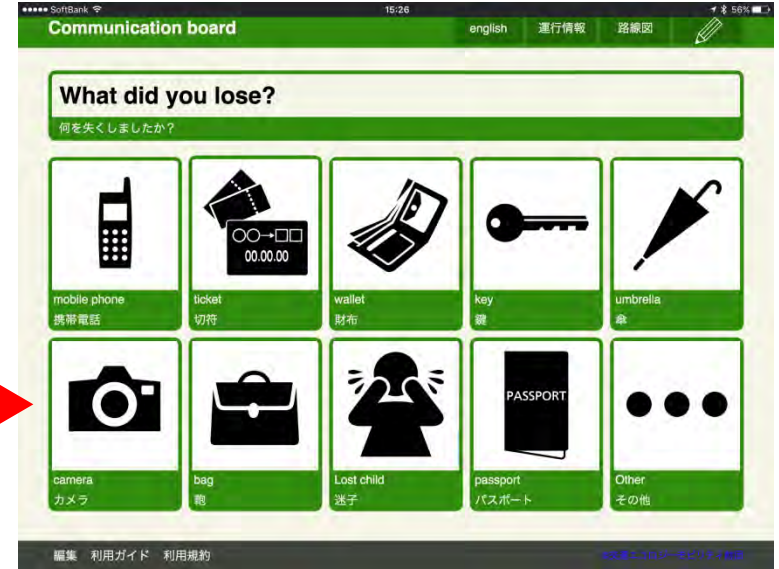 SoftBank 15:26 56%
Communication board english 運行情報 路線図
What did you lose?
何を失くしましたか？
OO→□□
00.00.00
PASSPORT
mobile phone ticket wallet key umbrella
携帯電話 切符 財布 鍵 傘
camera bag Lost child passport Other
カメラ 鞄 迷子 パスポート その他
編集 利用ガイド 利用規約